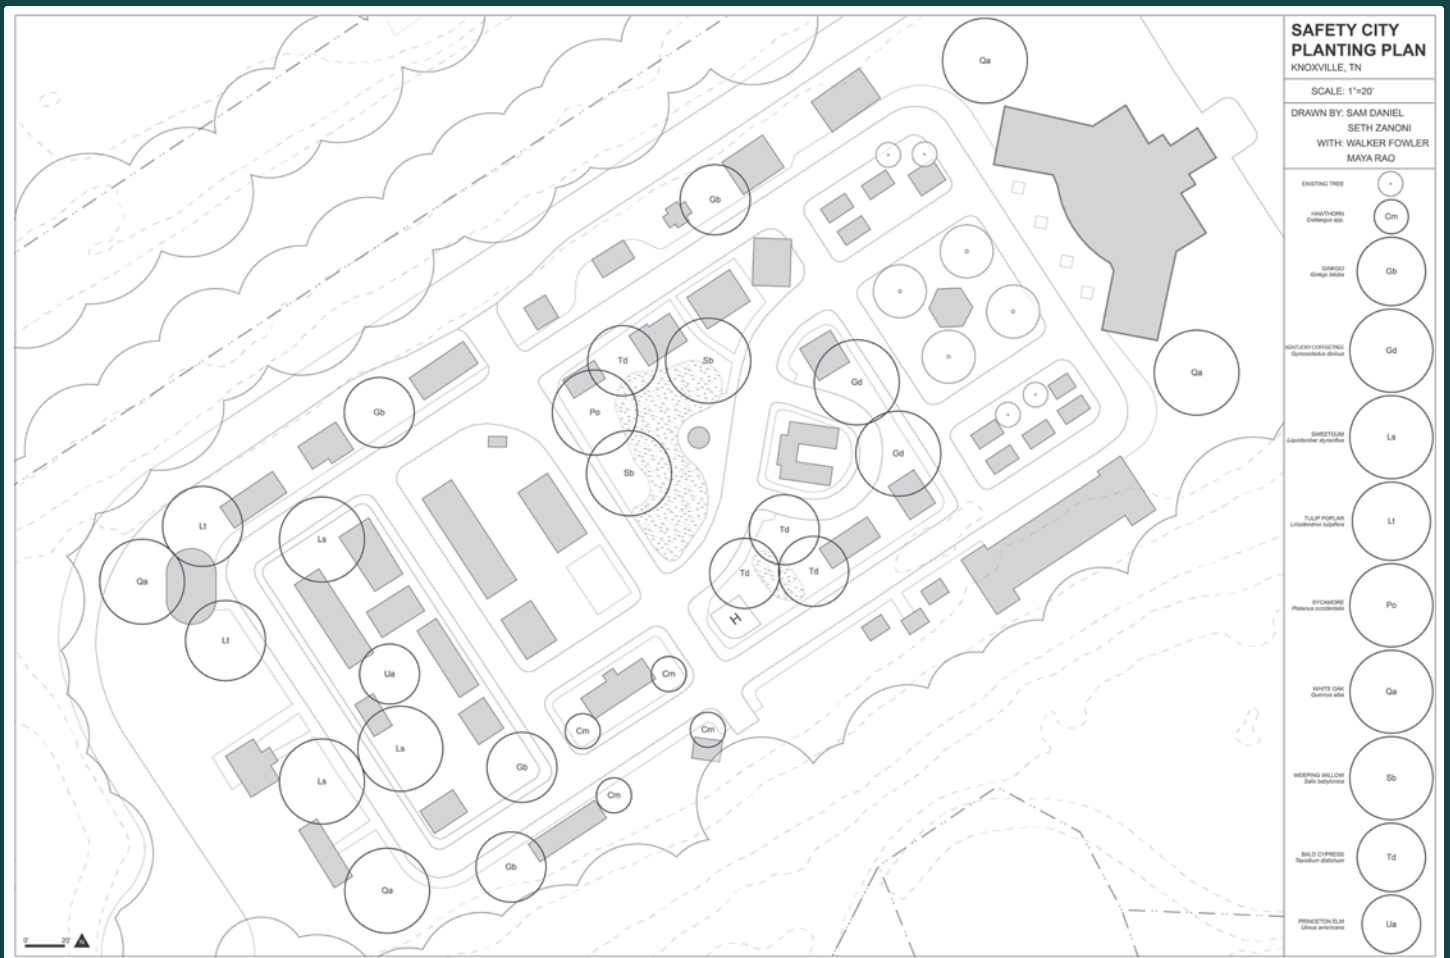 SAFETY CITY
PLANTING PLAN
KNOXVILLE, TN
SCALE: 1"=20'
DRAWN BY: SAM DANIEL
SETH ZANONI
WITH: WALKER FOWLER
MAYA RAO
EXISTING TREE
HAWTHORN
Crataegus spp.
Cm
GINKGO
Ginkgo biloba
Gb
KENTUCKY COFFEETREE
Gymnocladus dioicus
Gd
SWEETGUM
Liquidambar styraciflua
Ls
TULIP POPLAR
Liriodendron tulipifera
Lt
SYCAMORE
Platanus occidentalis
Po
WHITE OAK
Quercus alba
Qa
WEEPING WILLOW
Salix babylonica
Sb
BALD CYPRESS
Taxodium distichum
Td
PRINCETON ELM
Ulmus americana
Ua
Qa
Gb
Td
Sb
Qa
Gd
Gb
Po
Gd
Sb
Lt
Td
Ls
Td
Td
Qa
H
Lt
Ua
Cm
Cm
Cm
Ls
Gb
Ls
Cm
Gb
Qa
0'
20'
N